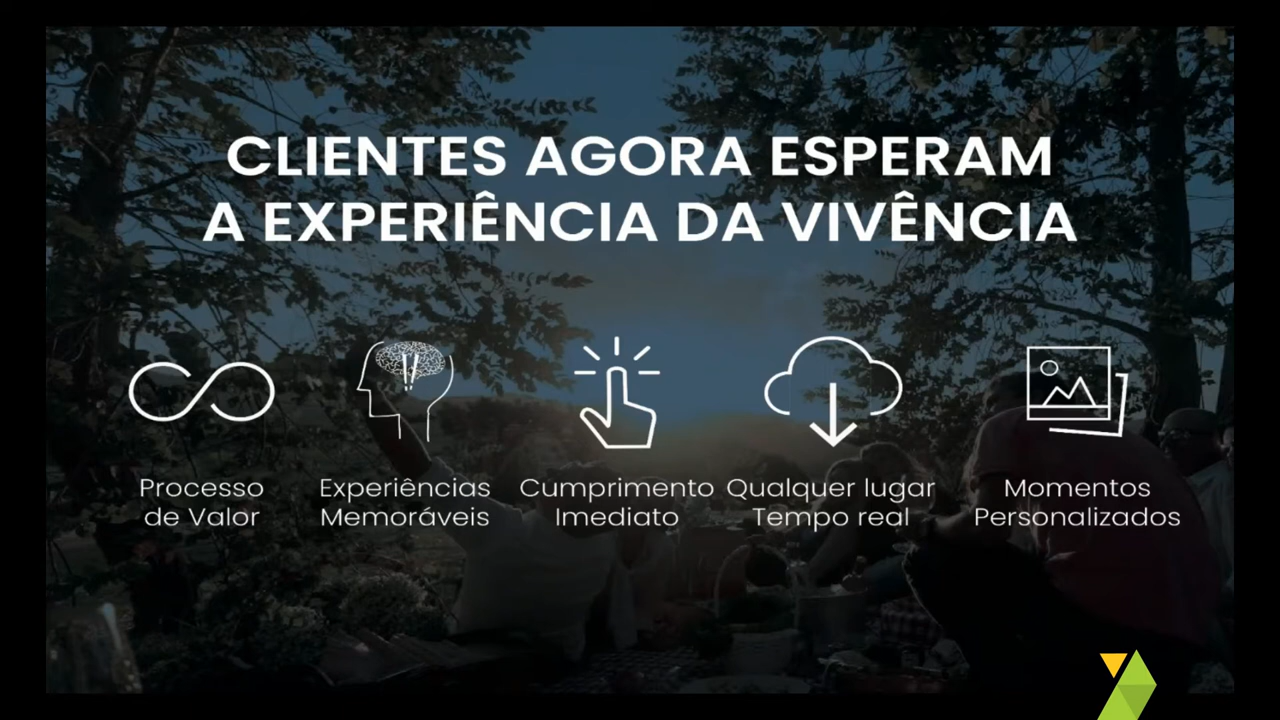 CLIENTES AGORA ESPERAM
A EXPERIÊNCIA DA VIVÊNCIA
Processo
de Valor
Experiências
Memoráveis
Cumprimento
Imediato
Qualquer lugar
Tempo real
Momentos
Personalizados